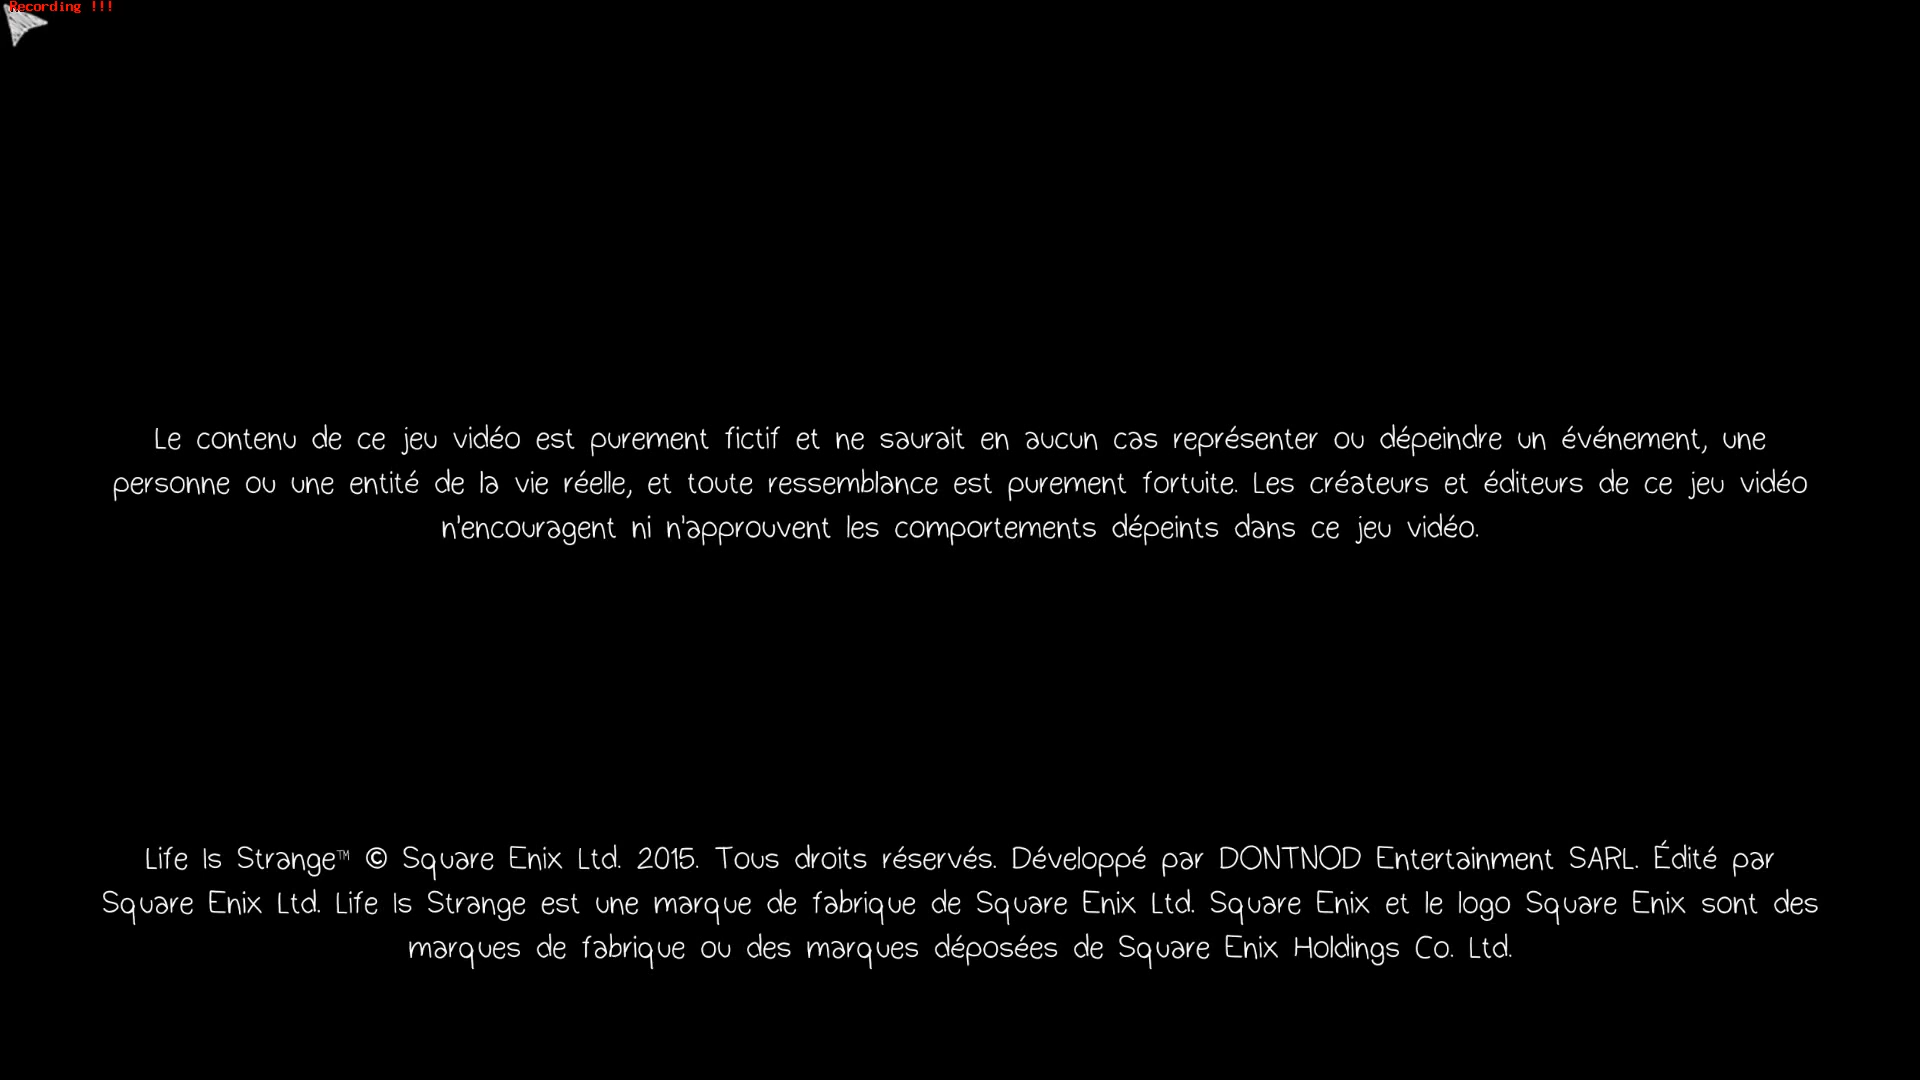 Recording !!!
Le contenu de ce jeu vidéo est purement fictif et ne saurait en aucun cas représenter ou dépeindre un événement, une
personne ou une entité de la vie réelle, et toute ressemblance est purement fortuite. Les créateurs et éditeurs de ce jeu vidéo
n'encouragent ni n'approuvent les comportements dépeints dans ce jeu vidéo.
Life Is Strange™ © Square Enix Ltd. 2015. Tous droits réservés. Développé par DONTNOD Entertainment SARL. Édité par
Square Enix Ltd. Life Is Strange est une marque de fabrique de Square Enix Ltd. Square Enix et le logo Square Enix sont des
marques de fabrique ou des marques déposées de Square Enix Holdings Co. Ltd.